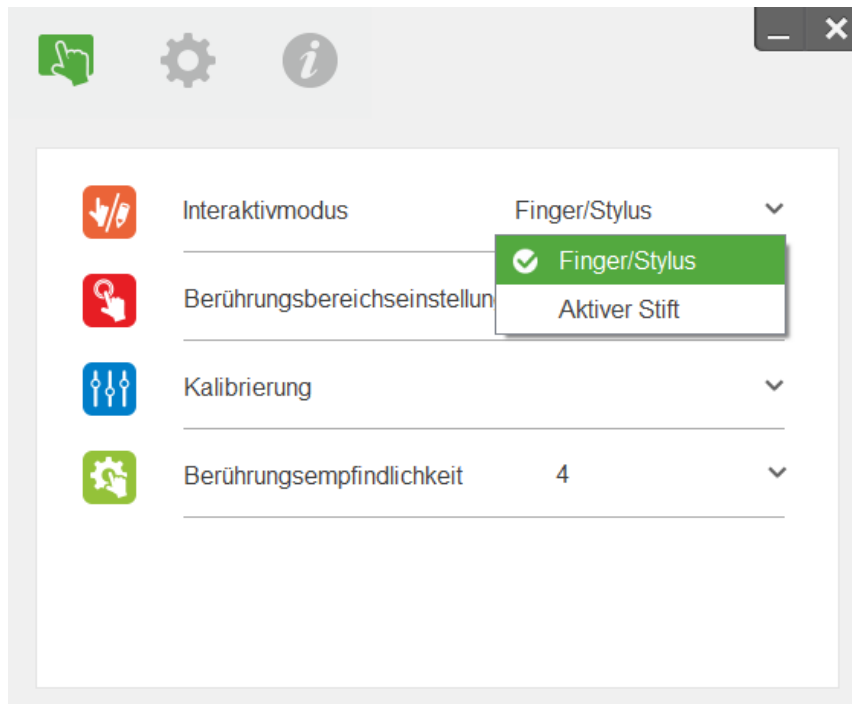 Interaktivmodus Finger/Stylus
Finger/Stylus
Berührungsbereichseinstellun
Aktiver Stift
Kalibrierung
Berührungsempfindlichkeit 4